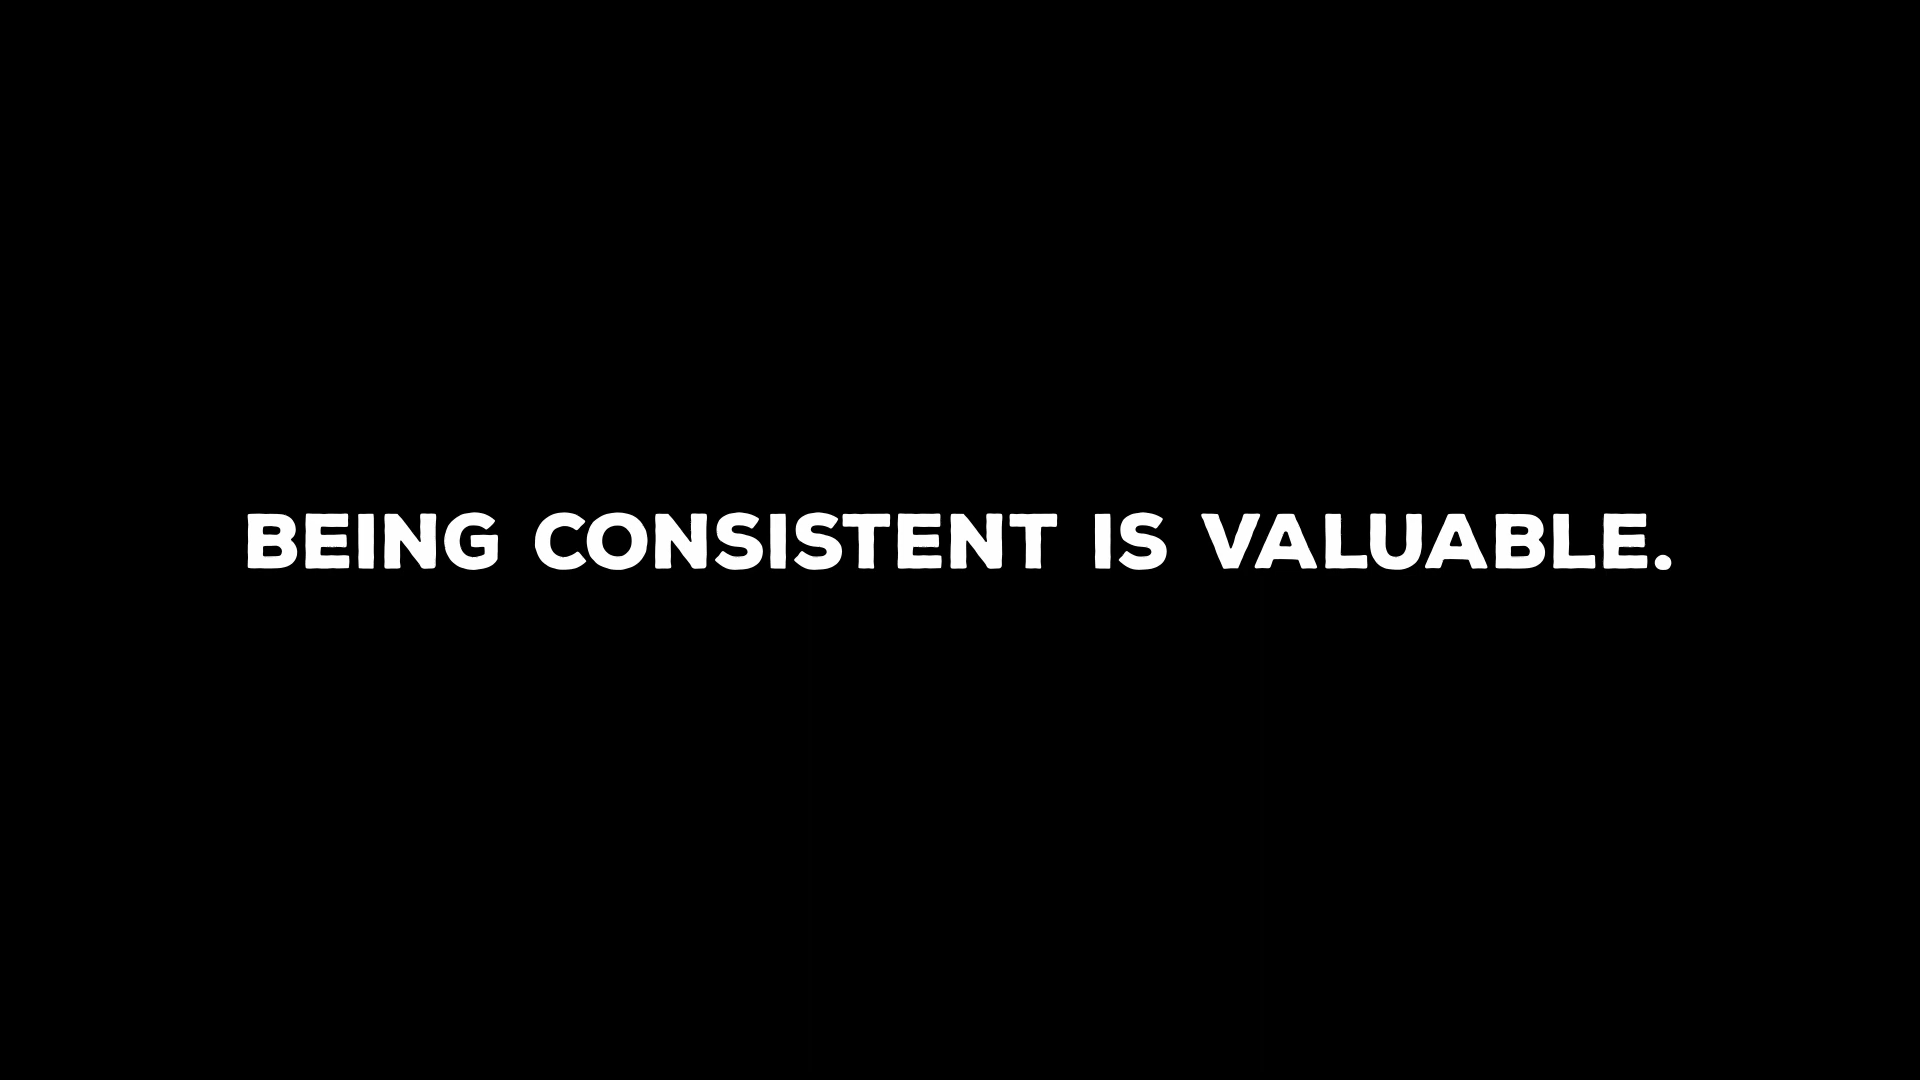 BEING CONSISTENT IS VALUABLE.